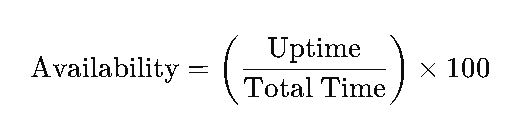 Availability = ( Uptime / Total Time ) × 100